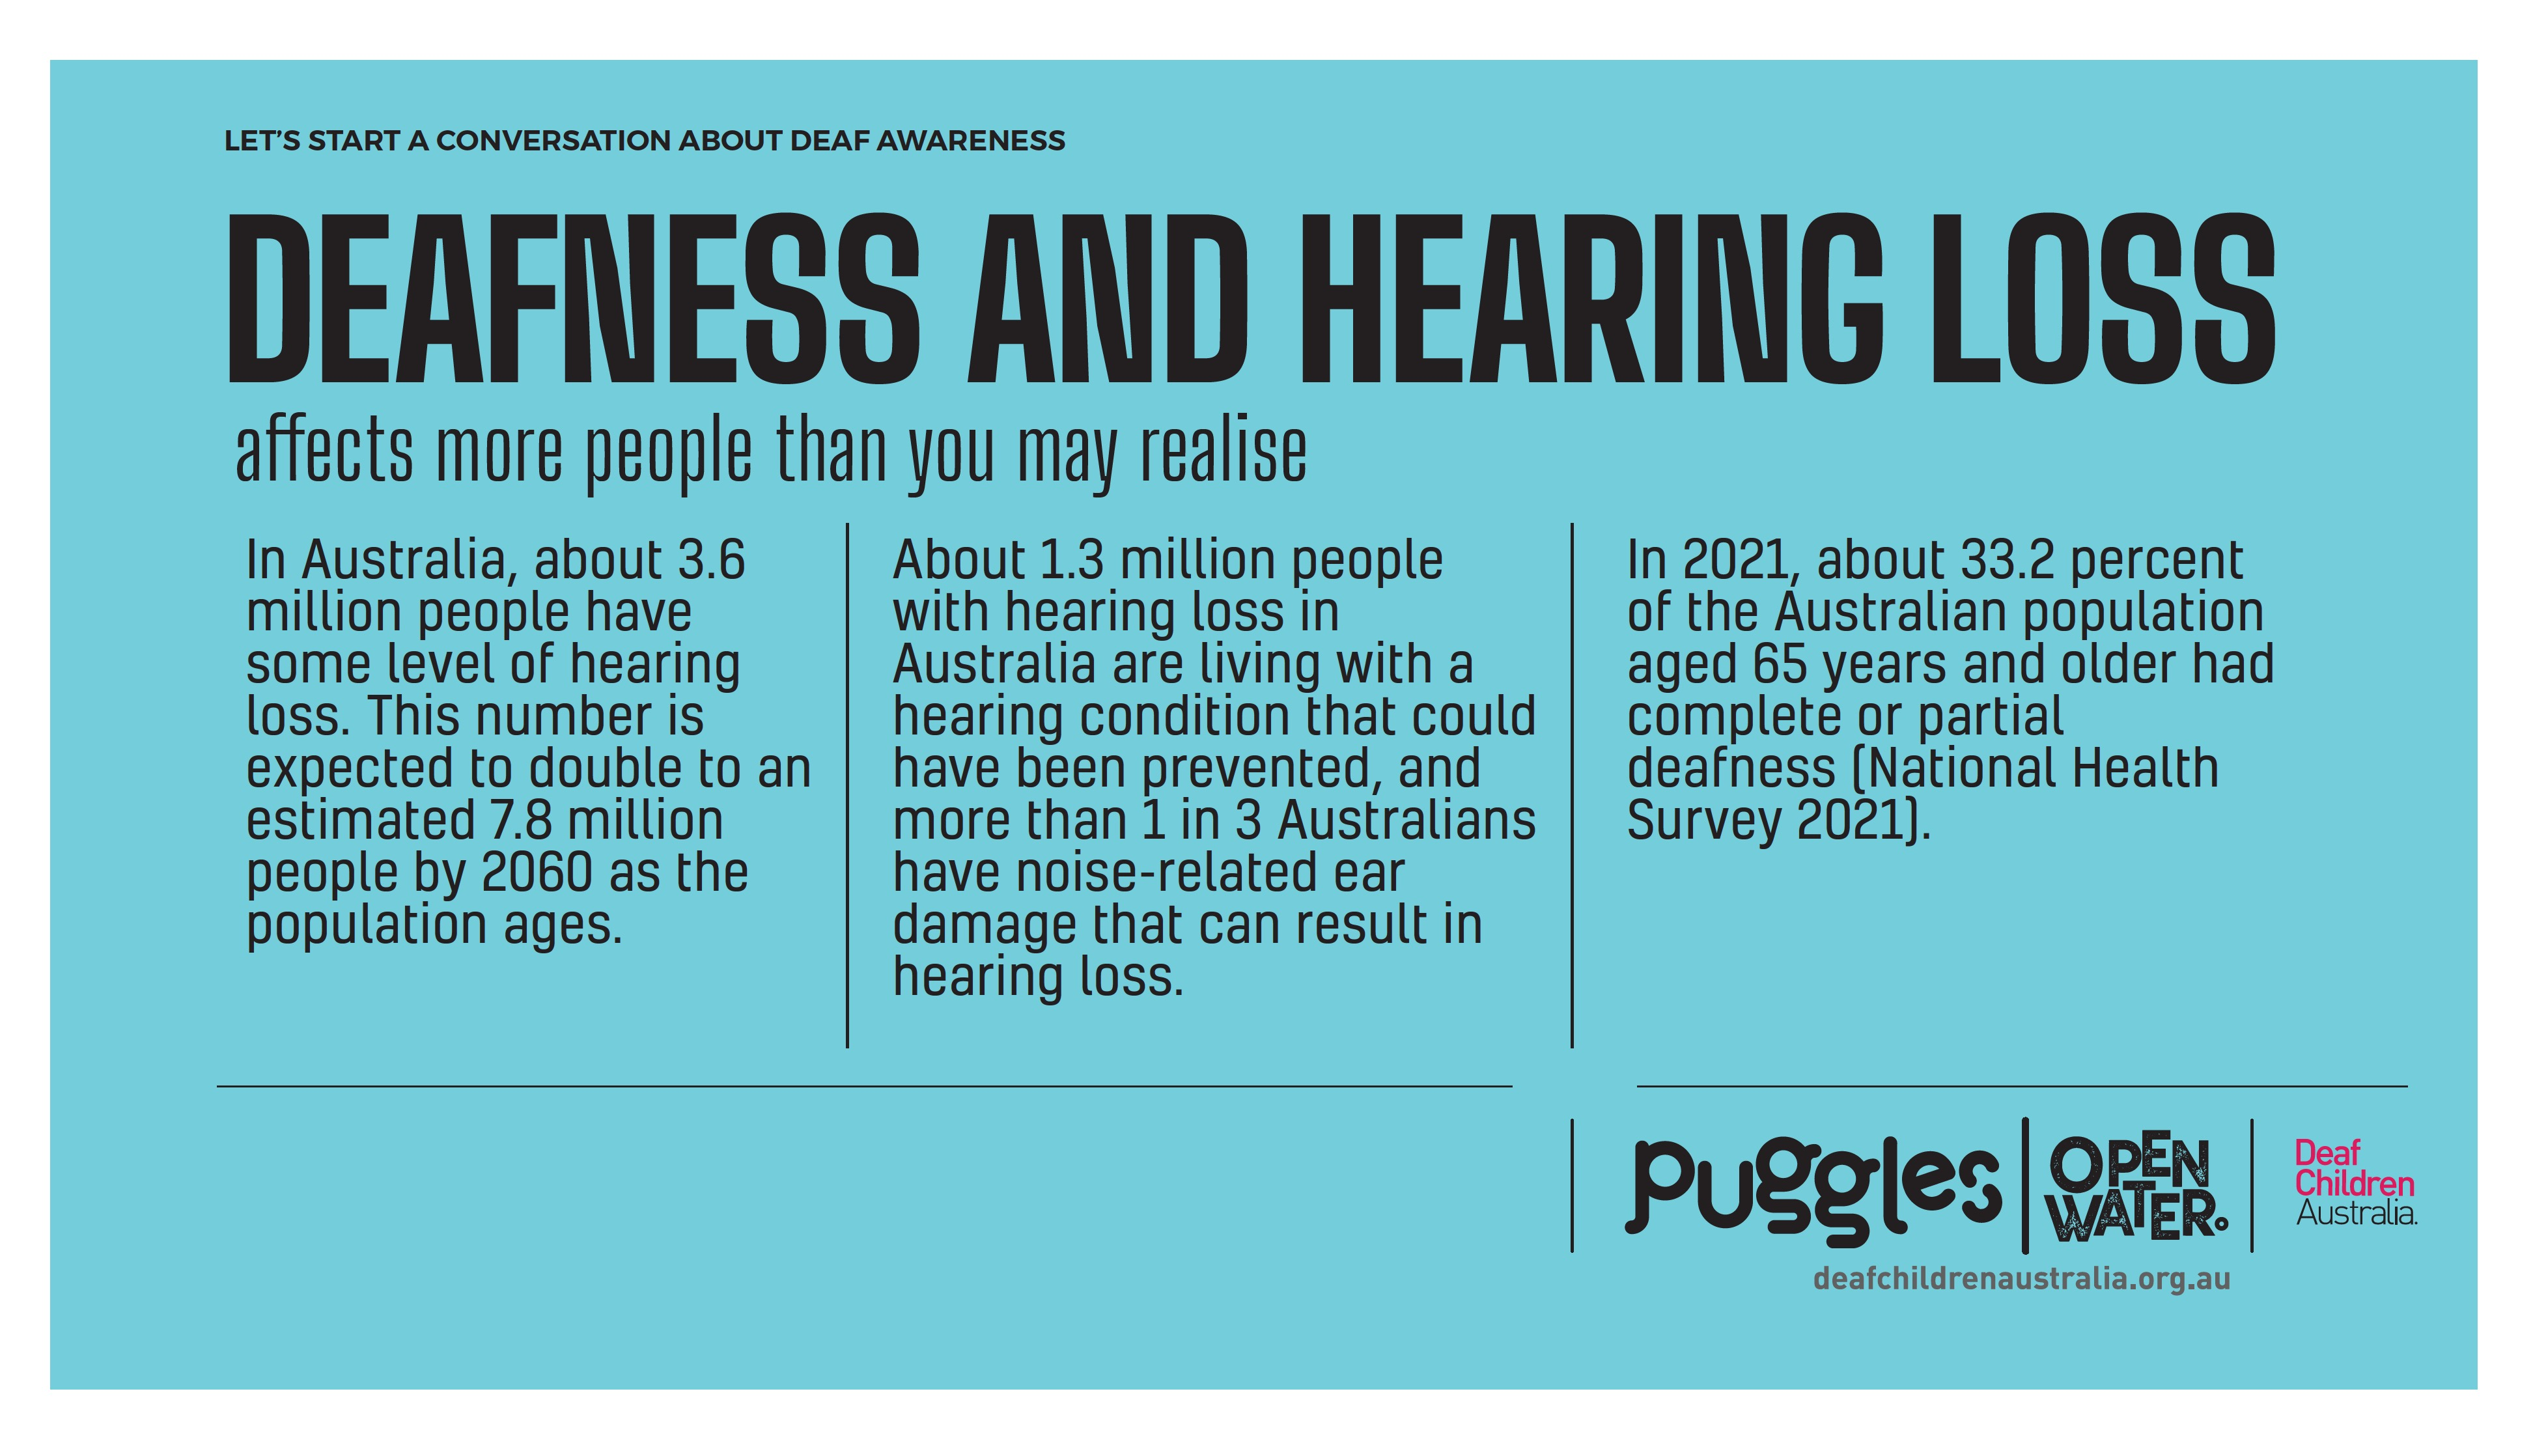 LET'S START A CONVERSATION ABOUT DEAF AWARENESS
DEAFNESS AND HEARING LOSS
affects more people than you may realise
In Australia, about 3.6
million people have
some level of hearing
loss. This number is
expected to double to an
estimated 7.8 million
people by 2060 as the
population ages.
About 1.3 million people
with hearing loss in
Australia are living with a
hearing condition that could
have been prevented, and
more than 1 in 3 Australians
have noise-related ear
damage that can result in
hearing loss.
In 2021, about 33.2 percent
of the Australian population
aged 65 years and older had
complete or partial
deafness (National Health
Survey 2021).
puggles
OPEN
WATER.
Deaf
Children
Australia.
deafchildrenaustralia.org.au